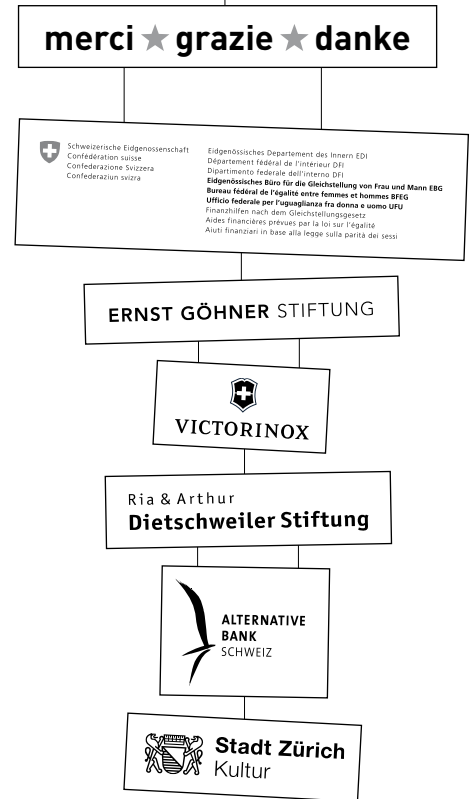 merci ★ grazie ★ danke
Schweizerische Eidgenossenschaft
Confédération suisse
Confederazione Svizzera
Confederaziun svizra
Eidgenössisches Departement des Innern EDI
Département fédéral de l'intérieur DFI
Dipartimento federale dell'interno DFI
Eidgenössisches Büro für die Gleichstellung von Frau und Mann EBG
Bureau fédéral de l'égalité entre femmes et hommes BFEG
Ufficio federale per l'uguaglianza fra donna e uomo UFU
Finanzhilfen nach dem Gleichstellungsgesetz
Aides financières prévues par la loi sur l'égalité
Aiuti finanziari in base alla legge sulla parità dei sessi
ERNST GÖHNER STIFTUNG
VICTORINOX
Ria & Arthur
Dietschweiler Stiftung
ALTERNATIVE
BANK
SCHWEIZ
Stadt Zürich
Kultur